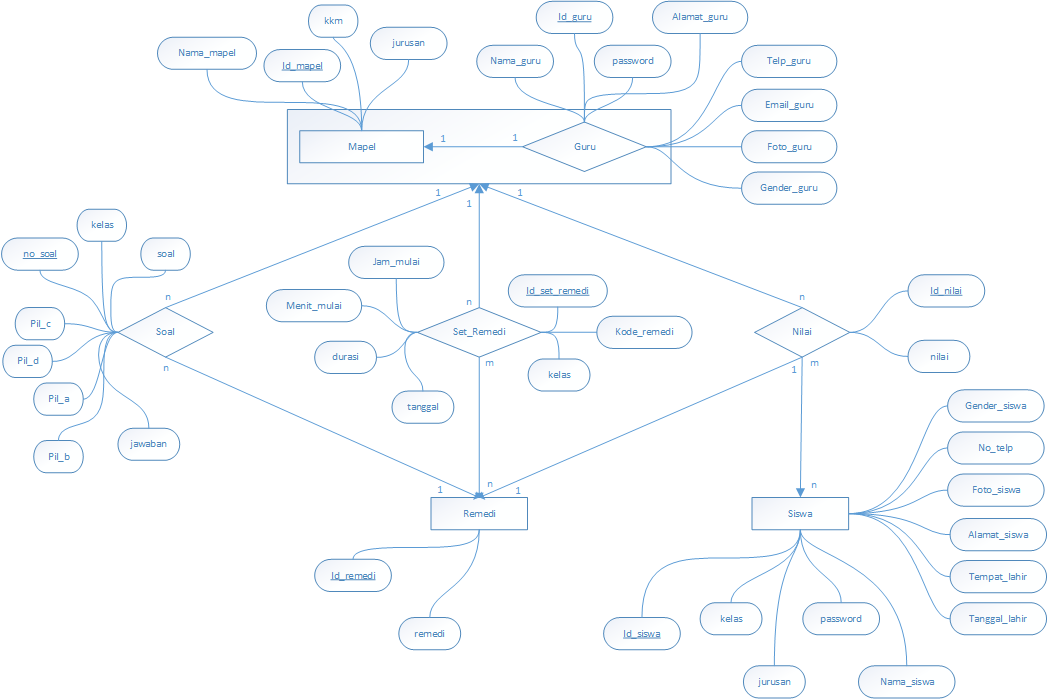 kkm
Id_guru
Alamat_guru
Nama_mapel
jurusan
Id_mapel
Nama_guru
password
Telp_guru
Email_guru
Mapel
1
1
Guru
Foto_guru
Gender_guru
1
1
1
kelas
no_soal
soal
Jam_mulai
Id_set_remedi
Id_nilai
n
n
n
Menit_mulai
Pil_c
Soal
Set_Remedi
Kode_remedi
Nilai
Pil_d
durasi
nilai
n
m
1
m
kelas
Pil_a
tanggal
Gender_siswa
jawaban
Pil_b
No_telp
1
n
1
n
Foto_siswa
Remedi
Siswa
Alamat_siswa
Id_remedi
Tempat_lahir
remedi
Id_siswa
kelas
password
Tanggal_lahir
jurusan
Nama_siswa